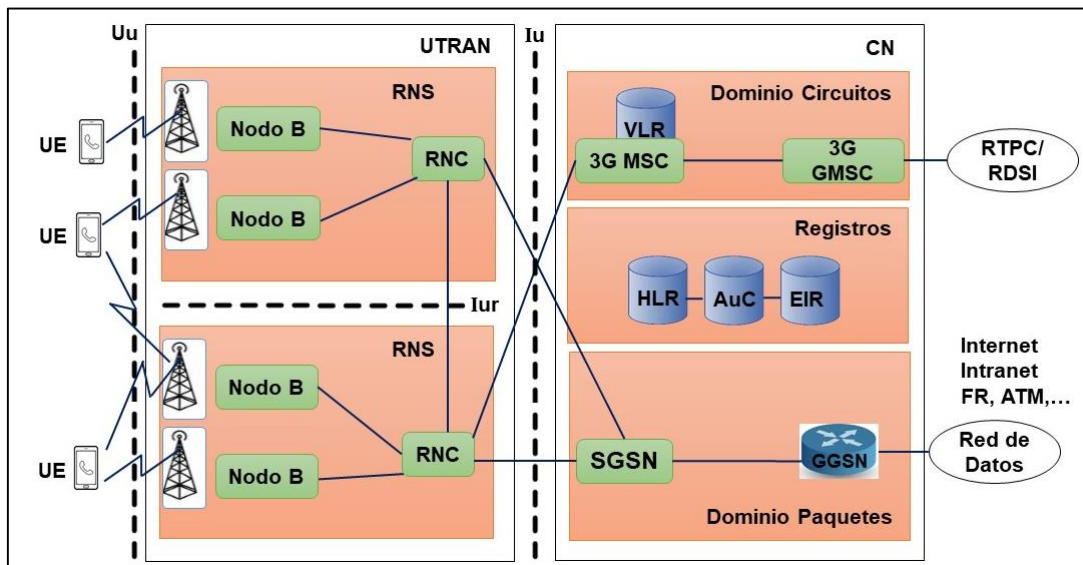 Uu
UTRAN
Iu
CN
RNS
Dominio Circuitos
UE
Nodo B
RNC
VLR
3G MSC
3G
GMSC
RTPC/
RDSI
UE
Nodo B
Registros
HLR
AuC
EIR
Iur
RNS
Nodo B
Internet
Intranet
FR, ATM,...
UE
Nodo B
RNC
SGSN
GGSN
Red de
Datos
Dominio Paquetes